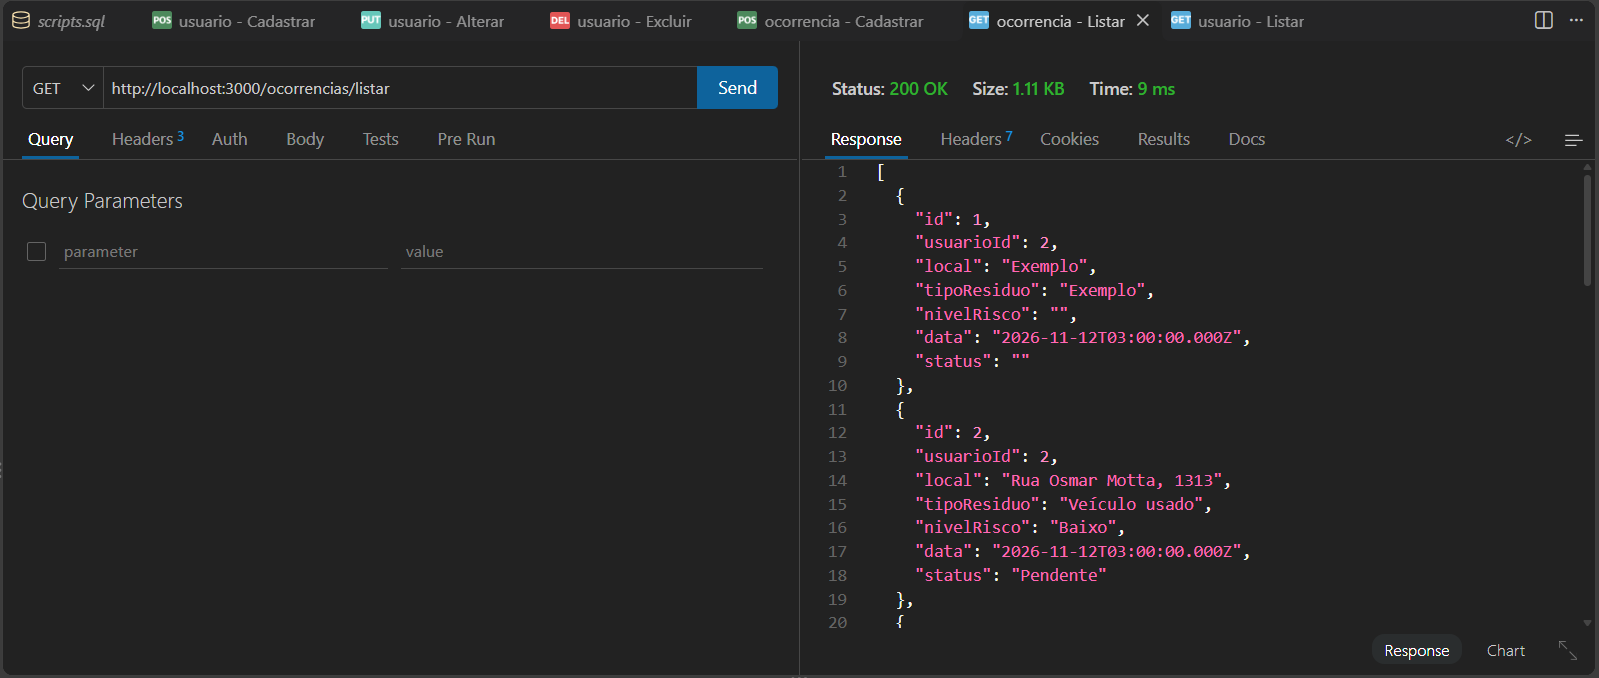 scripts.sql POS usuario - Cadastrar PUT usuario - Alterar DEL usuario - Excluir POS ocorrencia - Cadastrar GET ocorrencia - Listar GET usuario - Listar
GET http://localhost:3000/ocorrencias/listar Send
Query Headers 3 Auth Body Tests Pre Run
Query Parameters
parameter value
Status: 200 OK Size: 1.11 KB Time: 9 ms
Response Headers 7 Cookies Results Docs </>
1 [
2 {
3 "id": 1,
4 "usuarioId": 2,
5 "local": "Exemplo",
6 "tipoResiduo": "Exemplo",
7 "nivelRisco": "",
8 "data": "2026-11-12T03:00:00.000Z",
9 "status": ""
10 },
11 {
12 "id": 2,
13 "usuarioId": 2,
14 "local": "Rua Osmar Motta, 1313",
15 "tipoResiduo": "Veículo usado",
16 "nivelRisco": "Baixo",
17 "data": "2026-11-12T03:00:00.000Z",
18 "status": "Pendente"
19 },
20 {
Response Chart